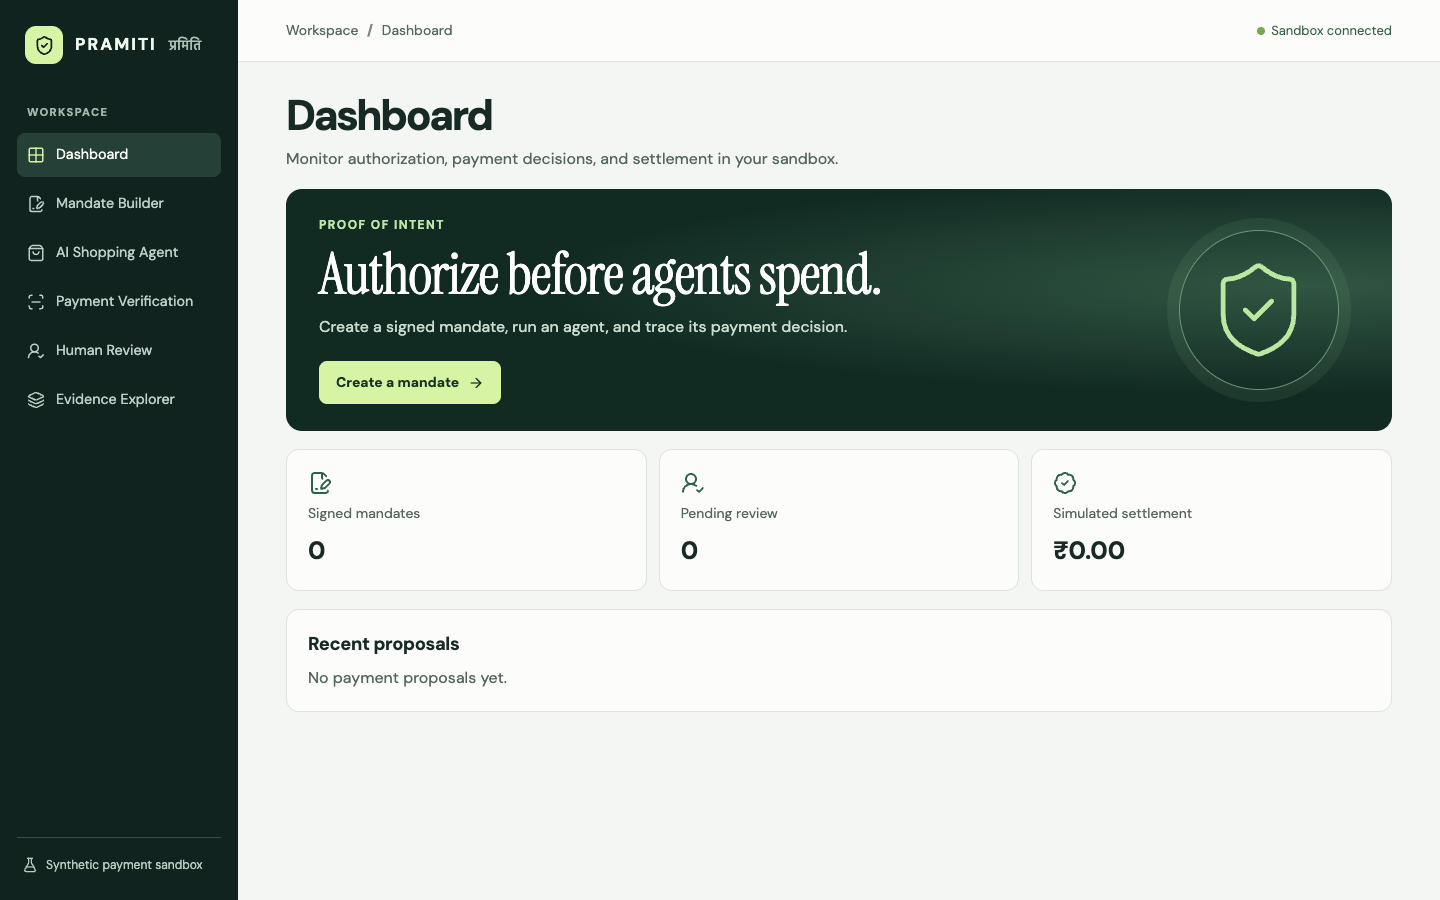 PRAMITI प्रमिति
WORKSPACE
Dashboard
Mandate Builder
AI Shopping Agent
Payment Verification
Human Review
Evidence Explorer
Synthetic payment sandbox
Workspace / Dashboard
Sandbox connected
Dashboard
Monitor authorization, payment decisions, and settlement in your sandbox.
PROOF OF INTENT
Authorize before agents spend.
Create a signed mandate, run an agent, and trace its payment decision.
Create a mandate →
Signed mandates
0
Pending review
0
Simulated settlement
₹0.00
Recent proposals
No payment proposals yet.